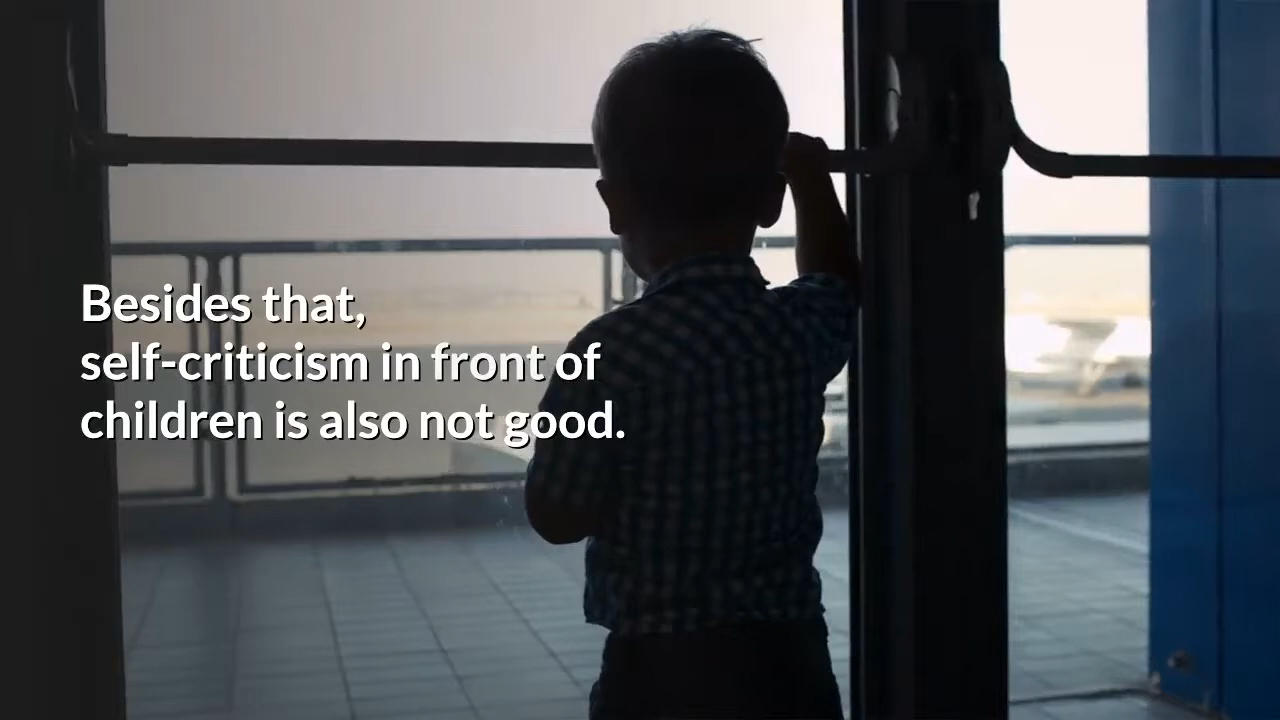 Besides that,
self-criticism in front of
children is also not good.